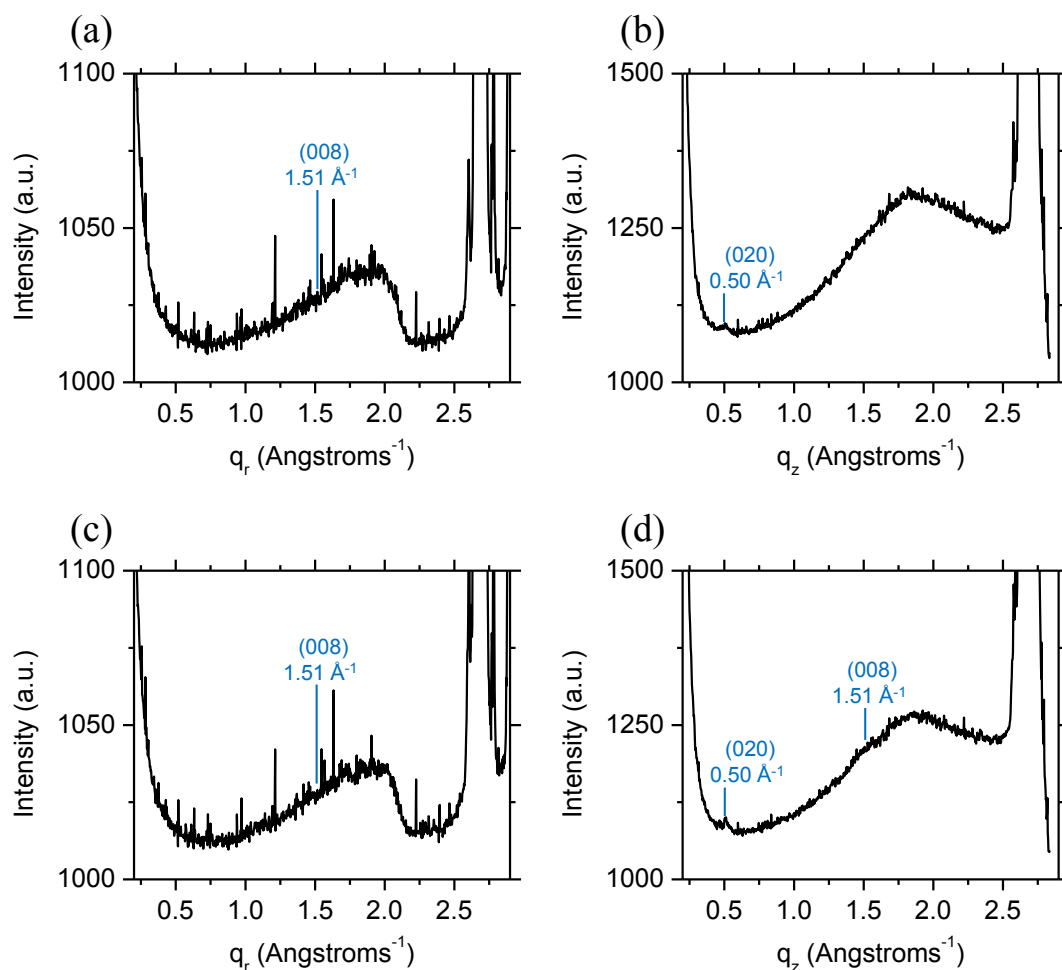 (a)
1100
1050
1000
Intensity (a.u.)
(008)
1.51 Å⁻¹
0.5 1.0 1.5 2.0 2.5
qᵣ (Angstroms⁻¹)
(b)
1500
1250
1000
Intensity (a.u.)
(020)
0.50 Å⁻¹
0.5 1.0 1.5 2.0 2.5
q_z (Angstroms⁻¹)
(c)
1100
1050
1000
Intensity (a.u.)
(008)
1.51 Å⁻¹
0.5 1.0 1.5 2.0 2.5
qᵣ (Angstroms⁻¹)
(d)
1500
1250
1000
Intensity (a.u.)
(008)
1.51 Å⁻¹
(020)
0.50 Å⁻¹
0.5 1.0 1.5 2.0 2.5
q_z (Angstroms⁻¹)